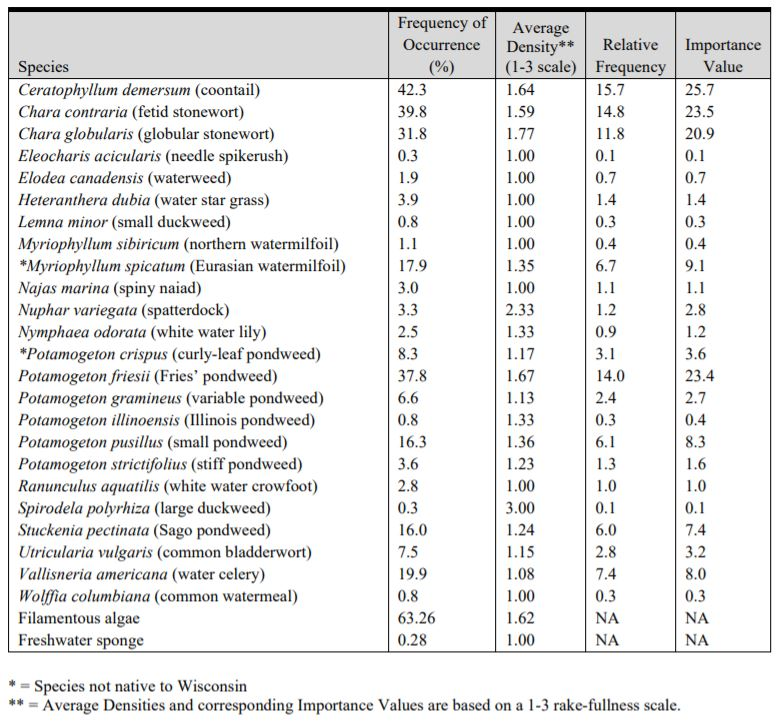 Species Frequency of Occurrence (%) Average Density** (1-3 scale) Relative Frequency Importance Value
Ceratophyllum demersum (coontail) 42.3 1.64 15.7 25.7
Chara contraria (fetid stonewort) 39.8 1.59 14.8 23.5
Chara globularis (globular stonewort) 31.8 1.77 11.8 20.9
Eleocharis acicularis (needle spikerush) 0.3 1.00 0.1 0.1
Elodea canadensis (waterweed) 1.9 1.00 0.7 0.7
Heteranthera dubia (water star grass) 3.9 1.00 1.4 1.4
Lemna minor (small duckweed) 0.8 1.00 0.3 0.3
Myriophyllum sibiricum (northern watermilfoil) 1.1 1.00 0.4 0.4
*Myriophyllum spicatum (Eurasian watermilfoil) 17.9 1.35 6.7 9.1
Najas marina (spiny naiad) 3.0 1.00 1.1 1.1
Nuphar variegata (spatterdock) 3.3 2.33 1.2 2.8
Nymphaea odorata (white water lily) 2.5 1.33 0.9 1.2
*Potamogeton crispus (curly-leaf pondweed) 8.3 1.17 3.1 3.6
Potamogeton friesii (Fries’ pondweed) 37.8 1.67 14.0 23.4
Potamogeton gramineus (variable pondweed) 6.6 1.13 2.4 2.7
Potamogeton illinoensis (Illinois pondweed) 0.8 1.33 0.3 0.4
Potamogeton pusillus (small pondweed) 16.3 1.36 6.1 8.3
Potamogeton strictifolius (stiff pondweed) 3.6 1.23 1.3 1.6
Ranunculus aquatilis (white water crowfoot) 2.8 1.00 1.0 1.0
Spirodela polyrhiza (large duckweed) 0.3 3.00 0.1 0.1
Stuckenia pectinata (Sago pondweed) 16.0 1.24 6.0 7.4
Utricularia vulgaris (common bladderwort) 7.5 1.15 2.8 3.2
Vallisneria americana (water celery) 19.9 1.08 7.4 8.0
Wolffia columbiana (common watermeal) 0.8 1.00 0.3 0.3
Filamentous algae 63.26 1.62 NA NA
Freshwater sponge 0.28 1.00 NA NA
* = Species not native to Wisconsin
** = Average Densities and corresponding Importance Values are based on a 1-3 rake-fullness scale.